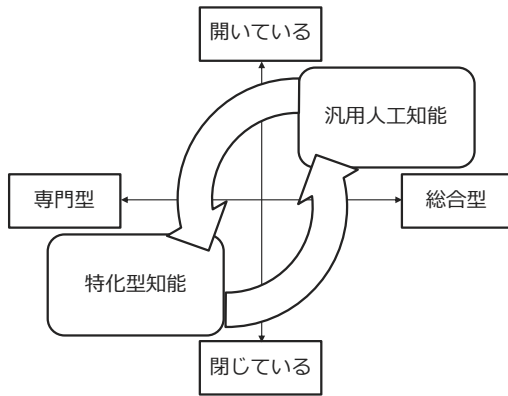 開いている
汎用人工知能
専門型
総合型
特化型知能
閉じている